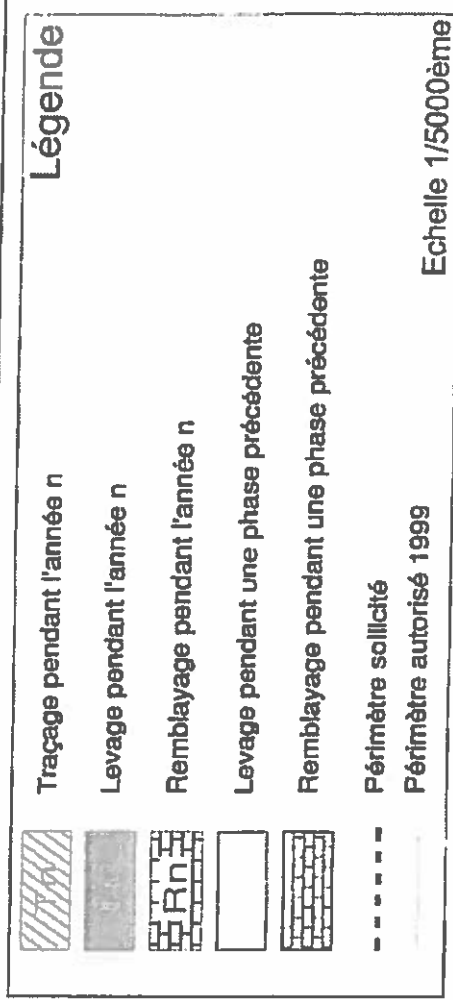 Légende
Traçage pendant l'année n
Levage pendant l'année n
Rn
Remblayage pendant l'année n
Levage pendant une phase précédente
Remblayage pendant une phase précédente
Périmètre sollicité
Périmètre autorisé 1999
Echelle 1/5000ème